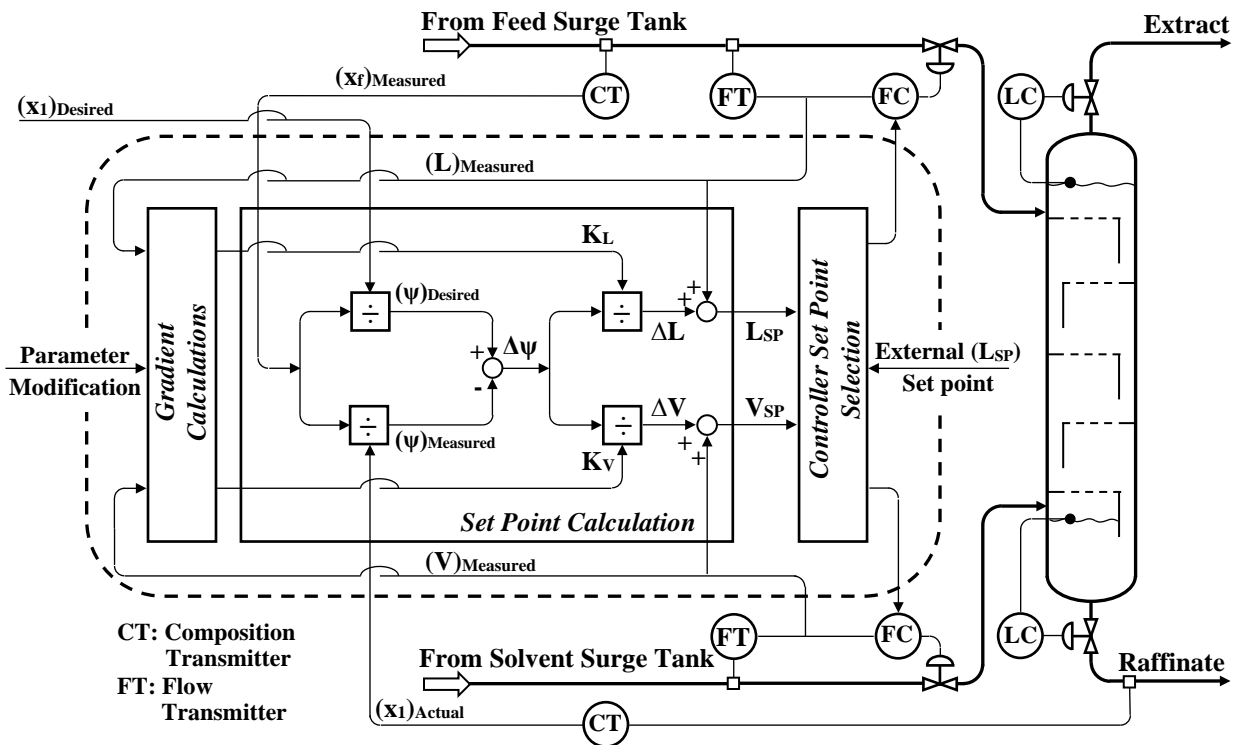 From Feed Surge Tank
Extract
(xf)Measured
CT
FT
FC
LC
(x1)Desired
(L)Measured
KL
(ψ)Desired
÷
÷
+
+
ΔL
LSP
+
Δψ
-
Parameter
Modification
Gradient
Calculations
Controller Set Point
Selection
External (LSP)
Set point
÷
÷
ΔV
VSP
+
+
(ψ)Measured
KV
Set Point Calculation
(V)Measured
CT: Composition
Transmitter
FT: Flow
Transmitter
FT
FC
LC
From Solvent Surge Tank
Raffinate
(x1)Actual
CT